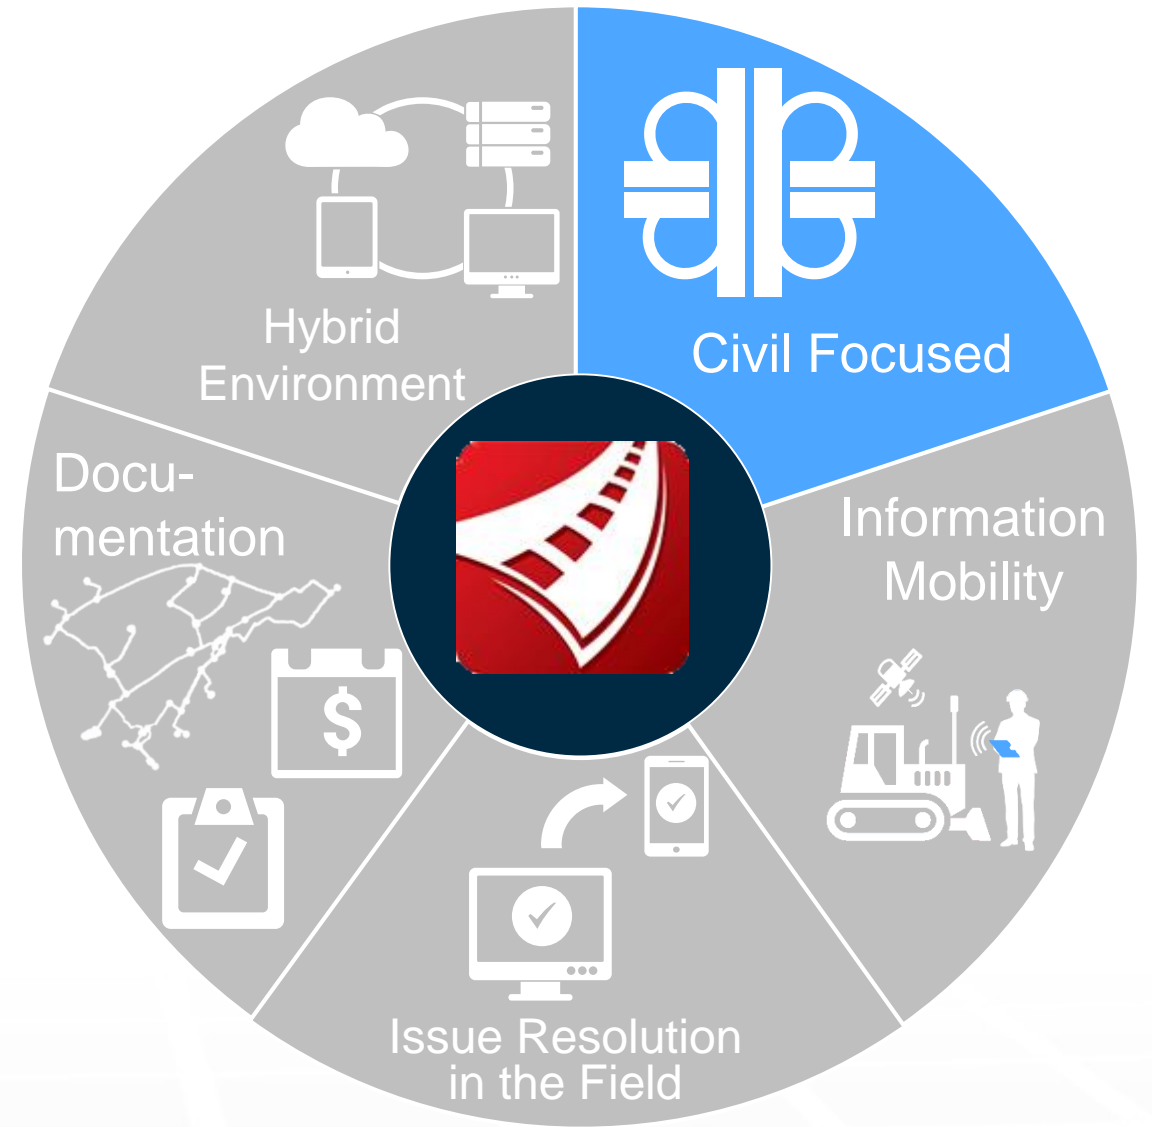 Hybrid
Environment
Civil Focused
Docu-
mentation
$
Information
Mobility
Issue Resolution
in the Field